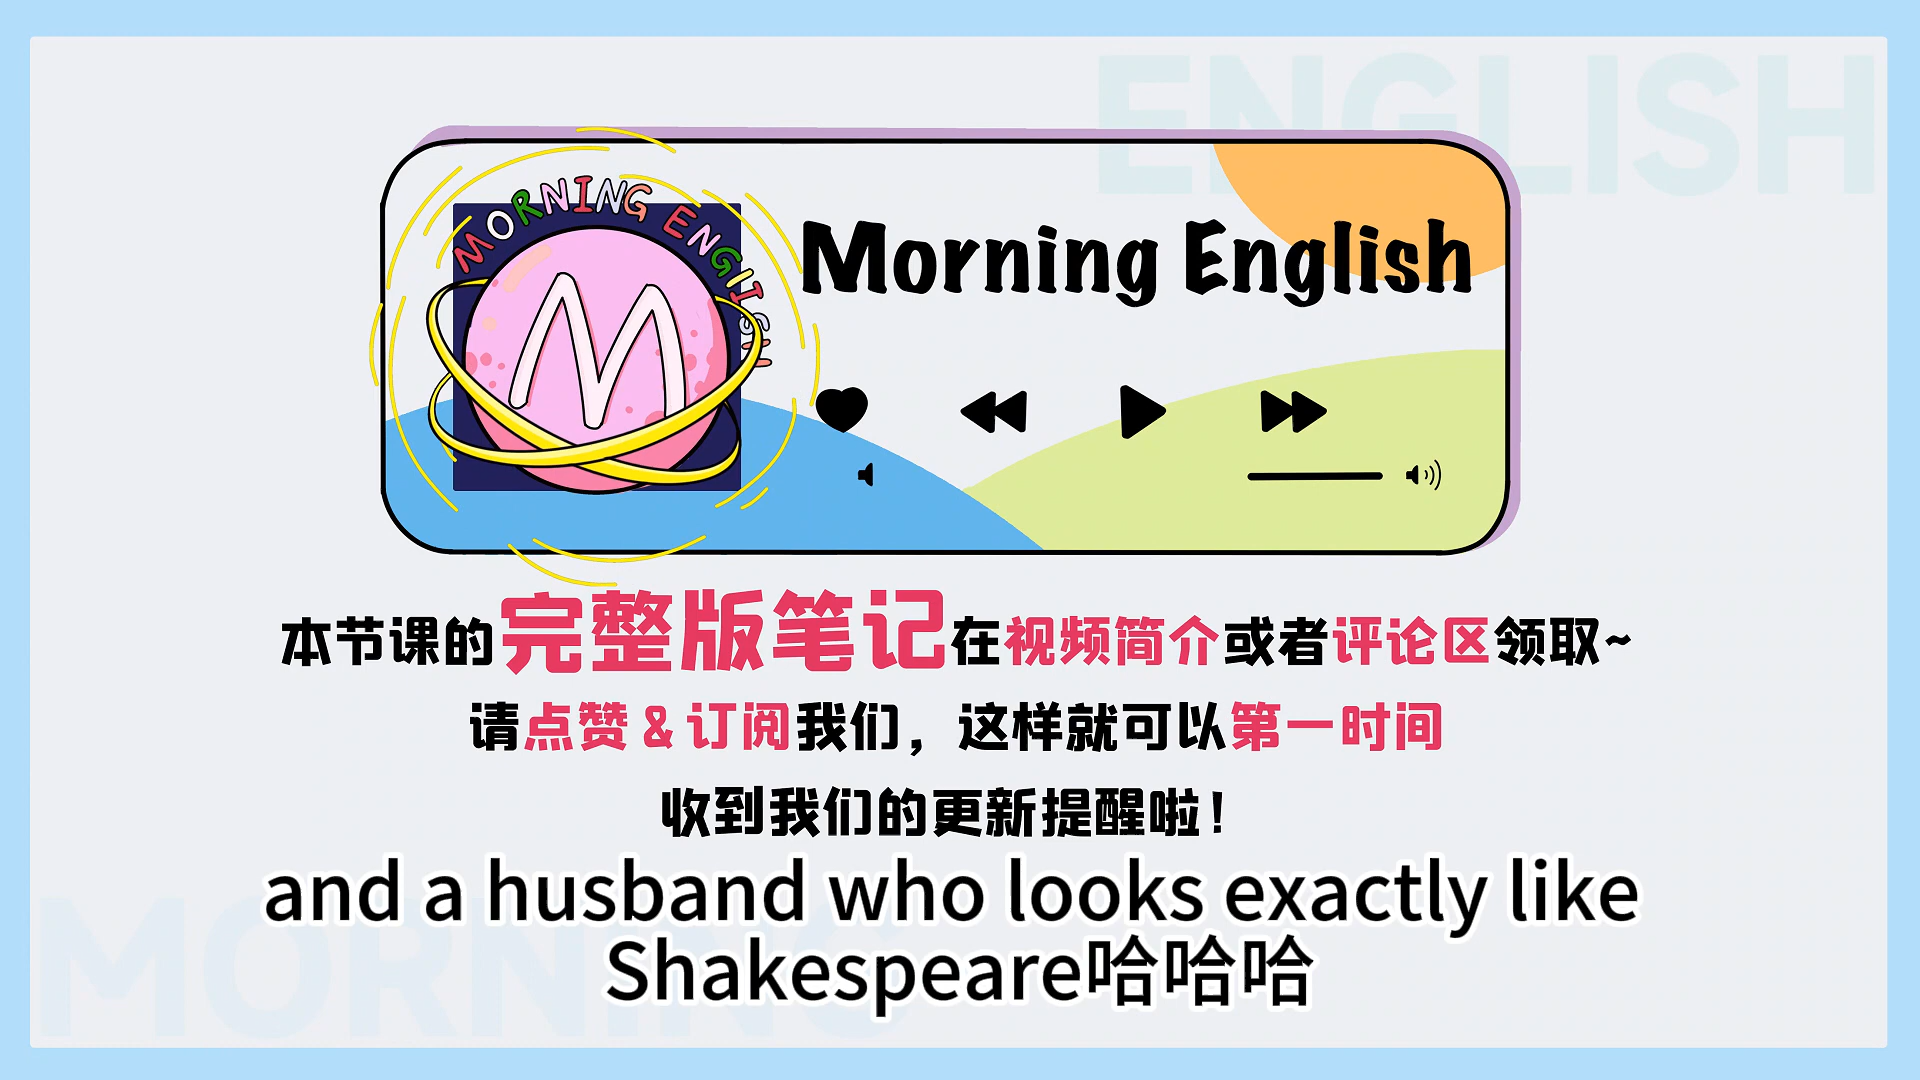 ENGLISH
MORNING ENGLISH
M
Morning English
本节课的完整版笔记在视频简介或者评论区领取~
请点赞&订阅我们，这样就可以第一时间
收到我们的更新提醒啦！
MORNING
and a husband who looks exactly like
Shakespeare哈哈哈